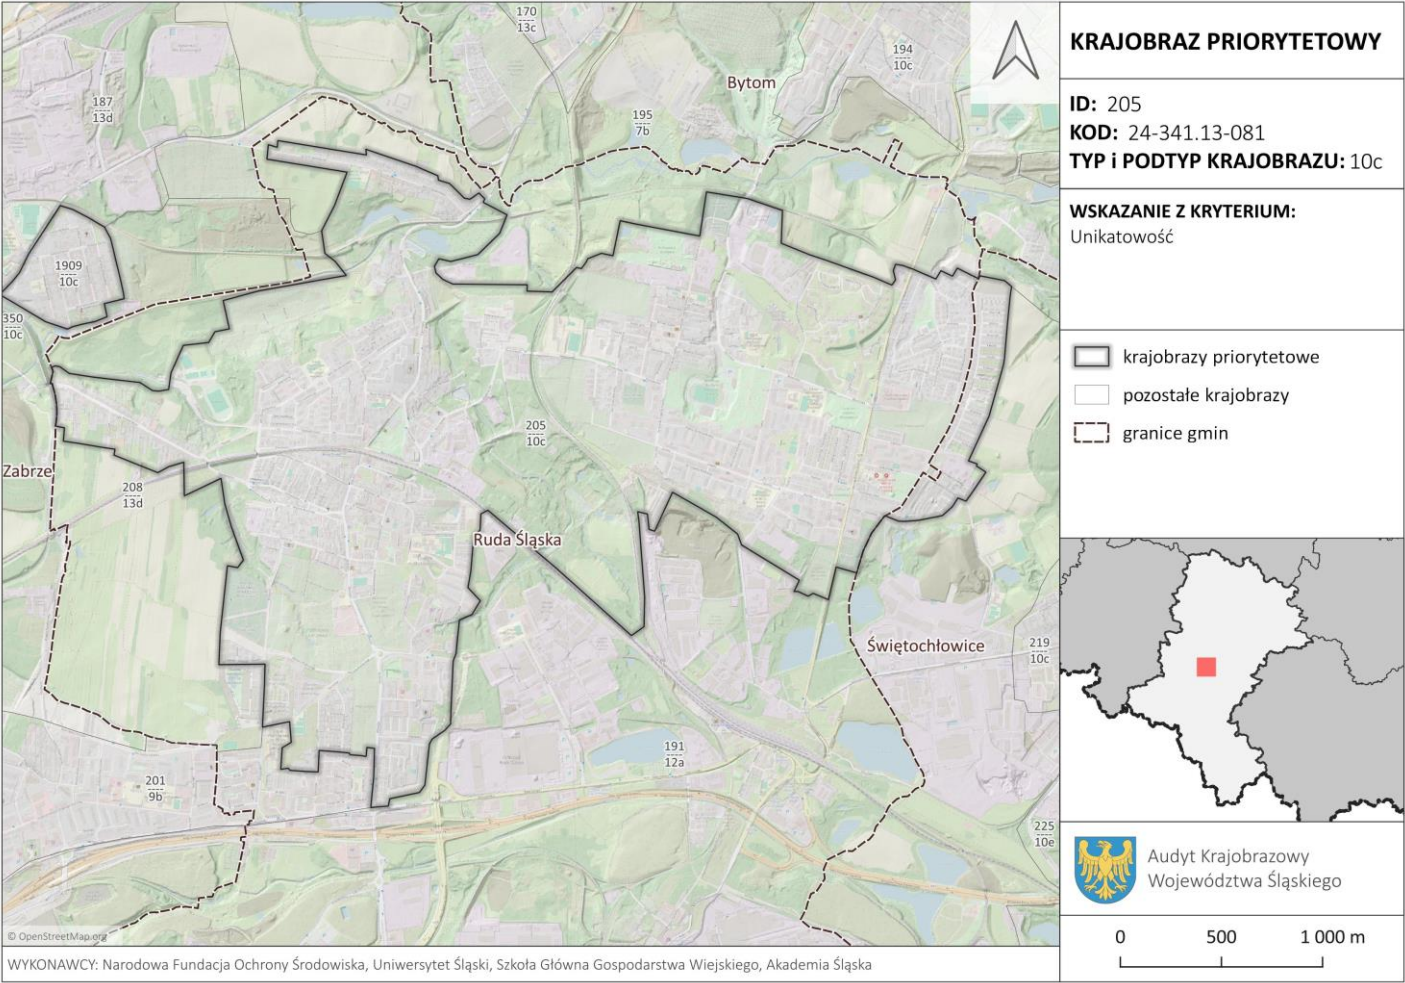 170
13c
194
10c
Bytom
187
13d
195
7b
1909
10c
350
10c
205
10c
Zabrze
208
13d
Ruda Śląska
Świętochłowice
219
10c
191
12a
201
9b
225
10e
© OpenStreetMap.org
WYKONAWCY: Narodowa Fundacja Ochrony Środowiska, Uniwersytet Śląski, Szkoła Główna Gospodarstwa Wiejskiego, Akademia Śląska
KRAJOBRAZ PRIORYTETOWY
ID: 205
KOD: 24-341.13-081
TYP i PODTYP KRAJOBRAZU: 10c
WSKAZANIE Z KRYTERIUM:
Unikatowość
krajobrazy priorytetowe
pozostałe krajobrazy
granice gmin
Audyt Krajobrazowy
Województwa Śląskiego
0 500 1 000 m